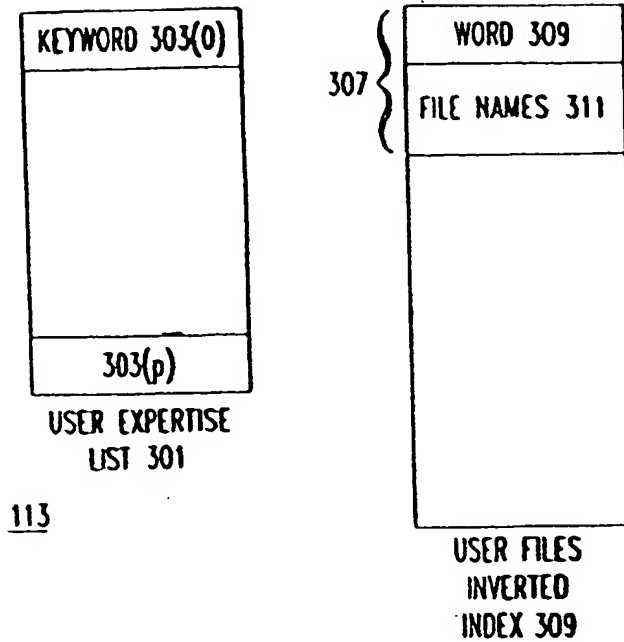 KEYWORD 303(0)
303(p)
USER EXPERTISE
LIST 301
113
307
WORD 309
FILE NAMES 311
USER FILES
INVERTED
INDEX 309